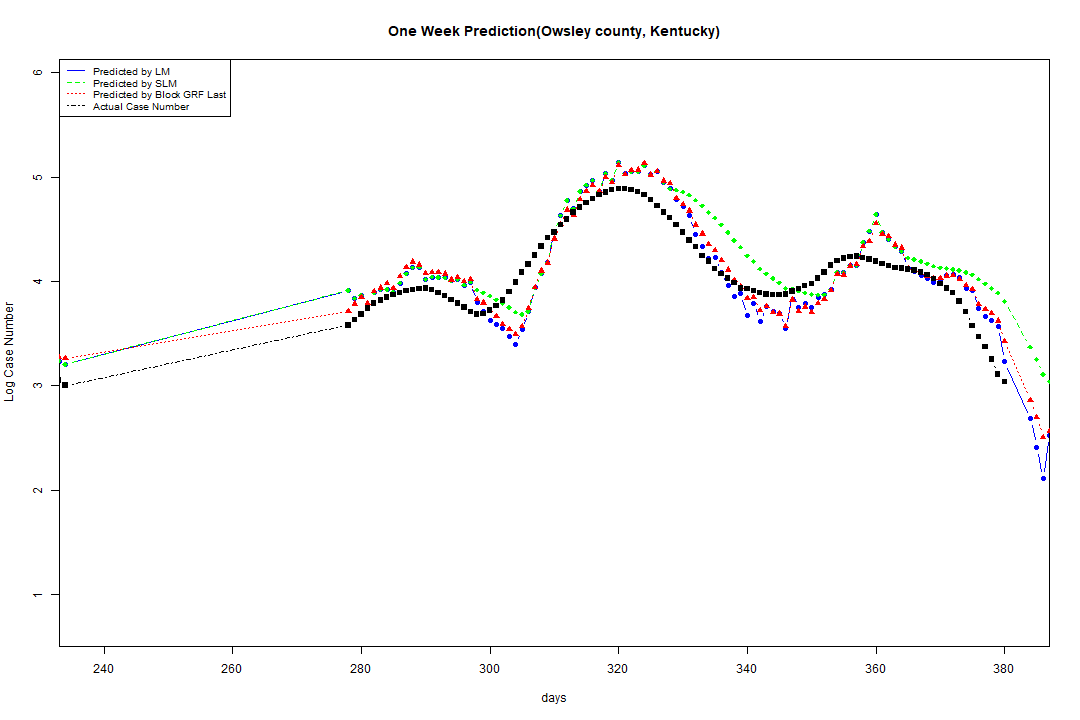 One Week Prediction(Owsley county, Kentucky)
Predicted by LM
Predicted by SLM
Predicted by Block GRF Last
Actual Case Number
6
5
4
3
2
1
Log Case Number
240 260 280 300 320 340 360 380
days